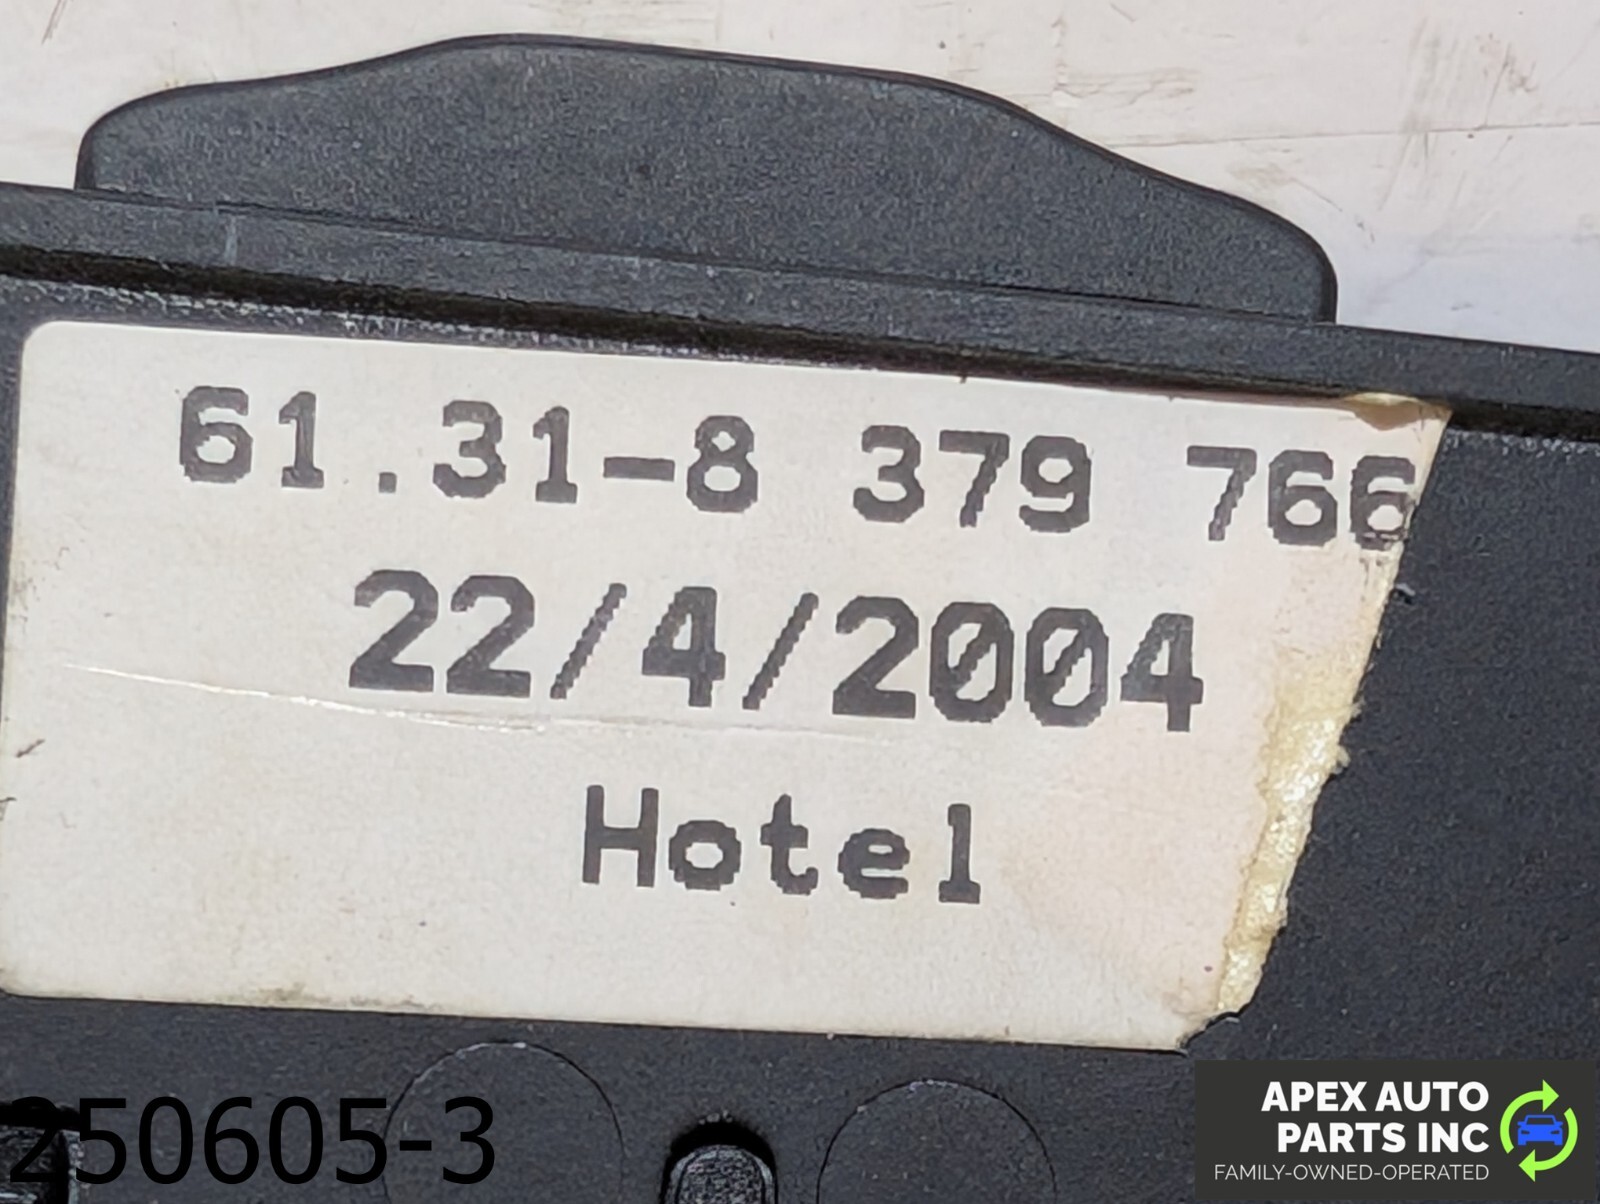 61.31-8 379 766
22/4/2004
Hotel
250605-3
APEX AUTO
PARTS INC
FAMILY-OWNED-OPERATED